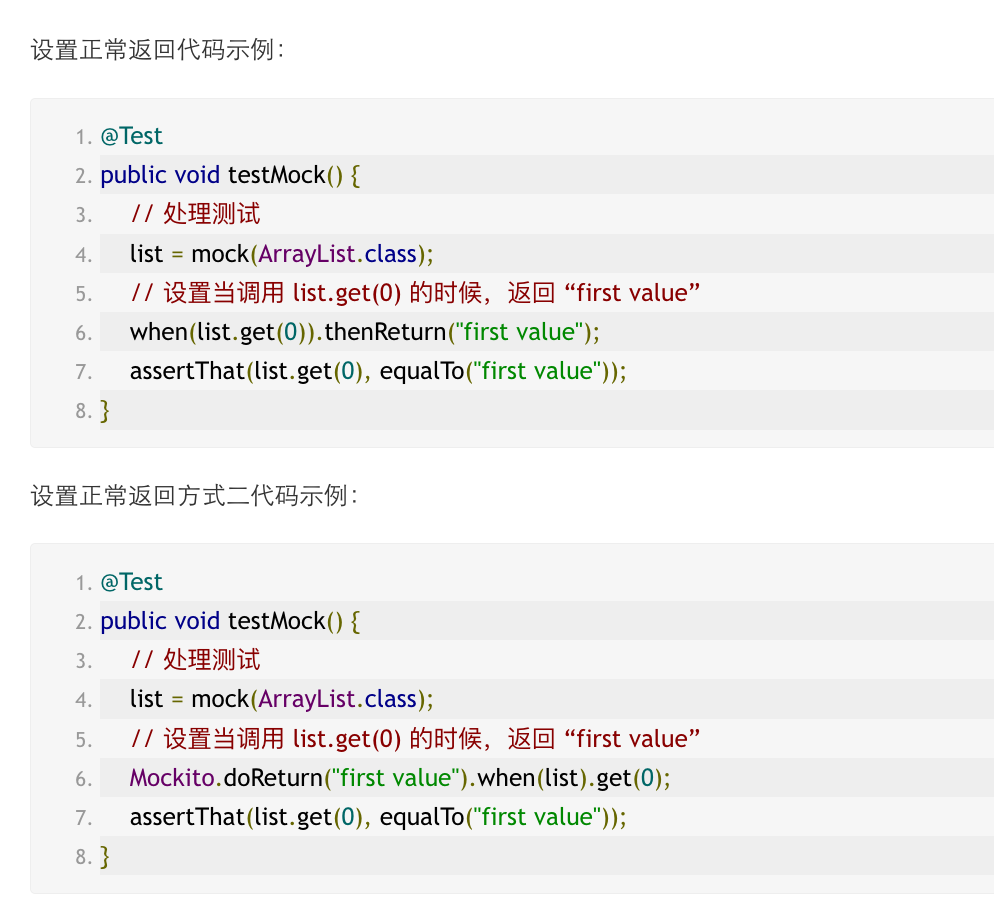 设置正常返回代码示例：
1. @Test
2. public void testMock() {
3. // 处理测试
4. list = mock(ArrayList.class);
5. // 设置当调用 list.get(0) 的时候，返回 “first value”
6. when(list.get(0)).thenReturn("first value");
7. assertThat(list.get(0), equalTo("first value"));
8. }
设置正常返回方式二代码示例：
1. @Test
2. public void testMock() {
3. // 处理测试
4. list = mock(ArrayList.class);
5. // 设置当调用 list.get(0) 的时候，返回 “first value”
6. Mockito.doReturn("first value").when(list).get(0);
7. assertThat(list.get(0), equalTo("first value"));
8. }